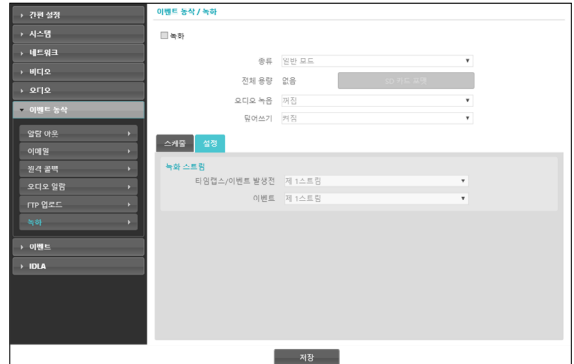 간편 설정
시스템
네트워크
비디오
오디오
이벤트 동작
알람 아웃
이메일
원격 콜백
오디오 알람
FTP 업로드
녹화
이벤트
IDLA
이벤트 동작 / 녹화
녹화
종류 일반 모드
전체 용량 없음
오디오 녹음 꺼짐
덮어쓰기 켜짐
스케줄 설정
녹화 스트림
타임랩스/이벤트 발생전 제 1스트림
이벤트 제 1스트림
저장